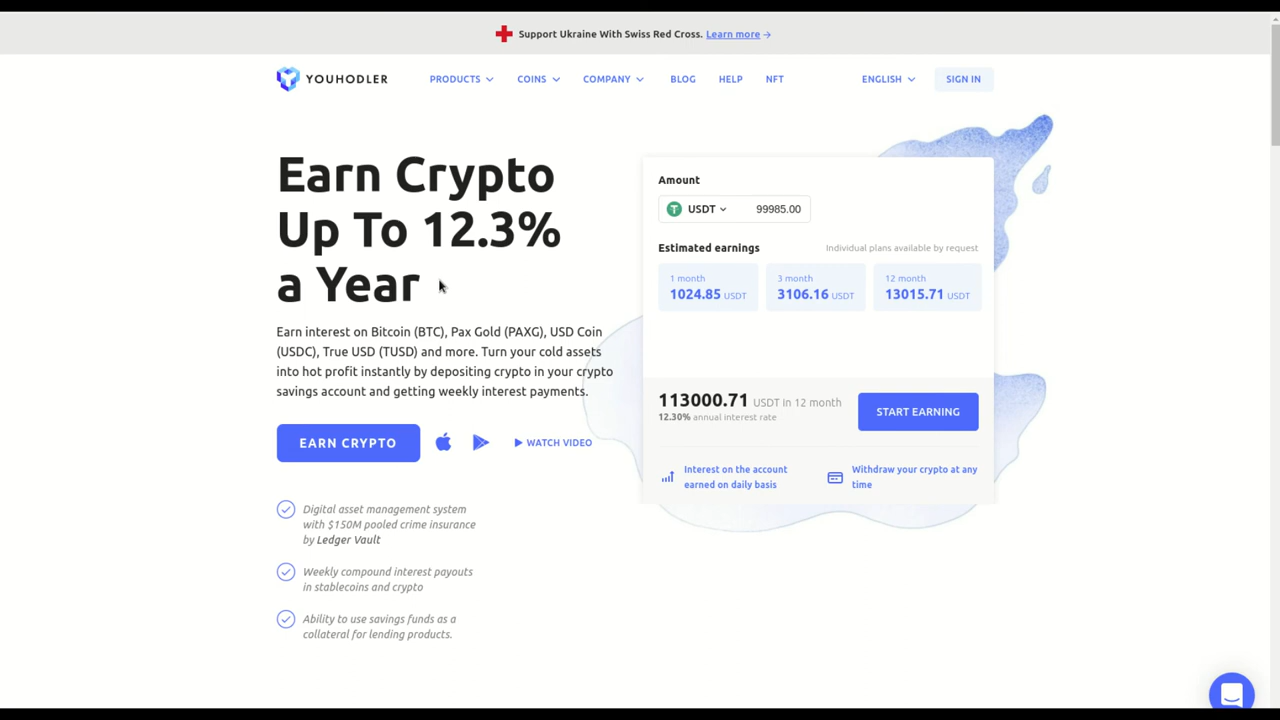 Support Ukraine With Swiss Red Cross. Learn more →
YOUHODLER
PRODUCTS
COINS
COMPANY
BLOG
HELP
NFT
ENGLISH
SIGN IN
Earn Crypto
Up To 12.3%
a Year
Earn interest on Bitcoin (BTC), Pax Gold (PAXG), USD Coin
(USDC), True USD (TUSD) and more. Turn your cold assets
into hot profit instantly by depositing crypto in your crypto
savings account and getting weekly interest payments.
EARN CRYPTO
WATCH VIDEO
Digital asset management system
with $150M pooled crime insurance
by Ledger Vault
Weekly compound interest payouts
in stablecoins and crypto
Ability to use savings funds as a
collateral for lending products.
Amount
USDT 99985.00
Estimated earnings
Individual plans available by request
1 month
1024.85 USDT
3 month
3106.16 USDT
12 month
13015.71 USDT
113000.71 USDT In 12 month
12.30% annual interest rate
START EARNING
Interest on the account
earned on daily basis
Withdraw your crypto at any
time